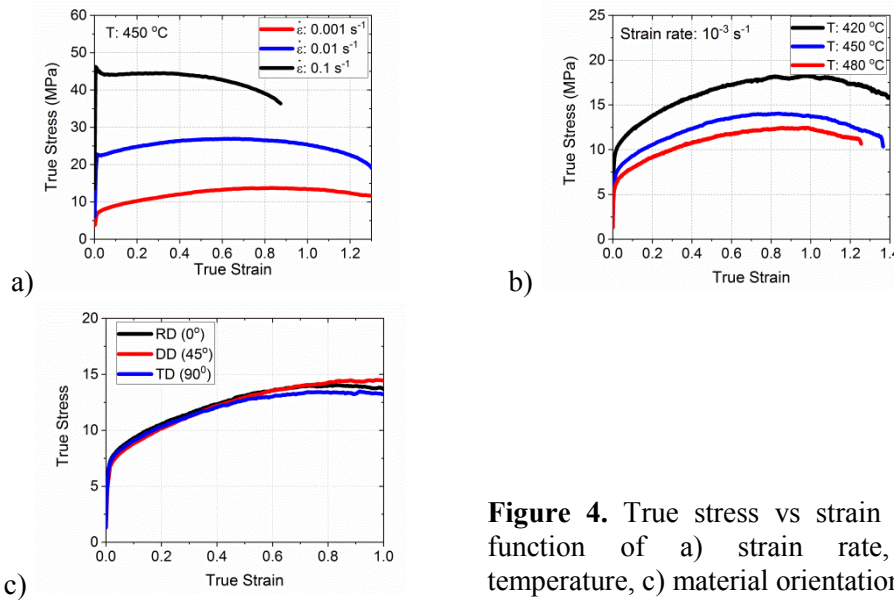 T: 450 °C
ε̇: 0.001 s⁻¹
ε̇: 0.01 s⁻¹
ε̇: 0.1 s⁻¹
60
50
40
30
20
10
0
True Stress (MPa)
0.0 0.2 0.4 0.6 0.8 1.0 1.2
True Strain
a)
Strain rate: 10⁻³ s⁻¹
T: 420 °C
T: 450 °C
T: 480 °C
25
20
15
10
5
0
True Stress (MPa)
0.0 0.2 0.4 0.6 0.8 1.0 1.2 1.4
True Strain
b)
RD (0°)
DD (45°)
TD (90⁰)
20
15
10
5
0
True Stress
0.0 0.2 0.4 0.6 0.8 1.0
True Strain
c)
Figure 4. True stress vs strain
function of a) strain rate,
temperature, c) material orientation